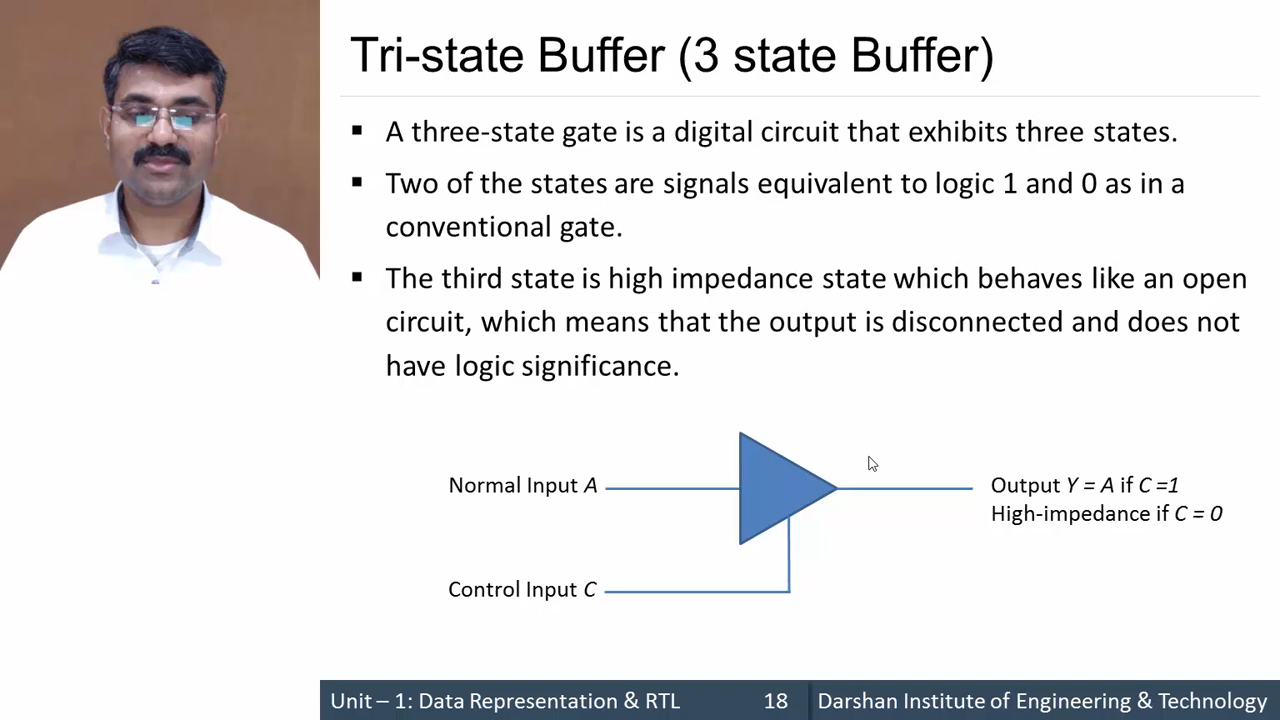 Tri-state Buffer (3 state Buffer)
▪ A three-state gate is a digital circuit that exhibits three states.
▪ Two of the states are signals equivalent to logic 1 and 0 as in a
conventional gate.
▪ The third state is high impedance state which behaves like an open
circuit, which means that the output is disconnected and does not
have logic significance.
Normal Input A
Output Y = A if C =1
High-impedance if C = 0
Control Input C
Unit – 1: Data Representation & RTL 18 Darshan Institute of Engineering & Technology